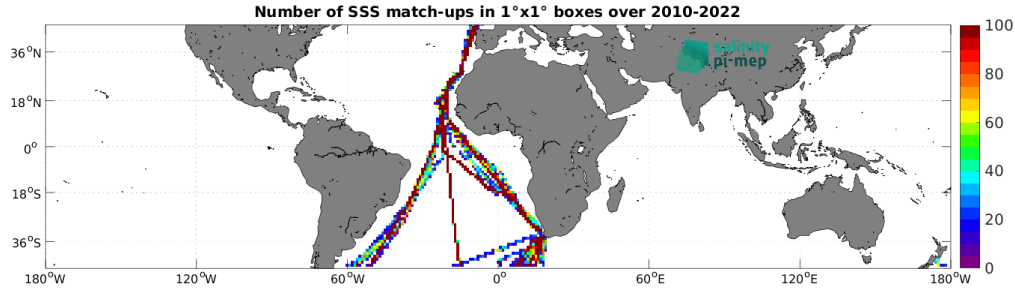 Number of SSS match-ups in 1°x1° boxes over 2010-2022
salinity
pi-mep
36°N
18°N
0°
18°S
36°S
180°W
120°W
60°W
0°W
60°E
120°E
180°W
100
80
60
40
20
0